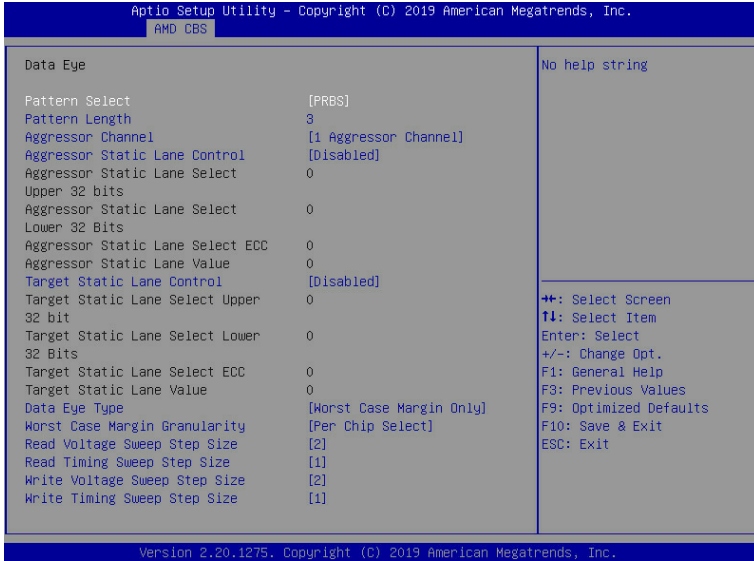 Aptio Setup Utility – Copyright (C) 2019 American Megatrends, Inc.
AMD CBS
Data Eye
Pattern Select [PRBS]
Pattern Length 3
Aggressor Channel [1 Aggressor Channel]
Aggressor Static Lane Control [Disabled]
Aggressor Static Lane Select 0
Upper 32 bits
Aggressor Static Lane Select 0
Lower 32 Bits
Aggressor Static Lane Select ECC 0
Aggressor Static Lane Value 0
Target Static Lane Control [Disabled]
Target Static Lane Select Upper 0
32 bit
Target Static Lane Select Lower 0
32 Bits
Target Static Lane Select ECC 0
Target Static Lane Value 0
Data Eye Type [Worst Case Margin Only]
Worst Case Margin Granularity [Per Chip Select]
Read Voltage Sweep Step Size [2]
Read Timing Sweep Step Size [1]
Write Voltage Sweep Step Size [2]
Write Timing Sweep Step Size [1]
No help string
→←: Select Screen
↑↓: Select Item
Enter: Select
+/-: Change Opt.
F1: General Help
F3: Previous Values
F9: Optimized Defaults
F10: Save & Exit
ESC: Exit
Version 2.20.1275. Copyright (C) 2019 American Megatrends, Inc.